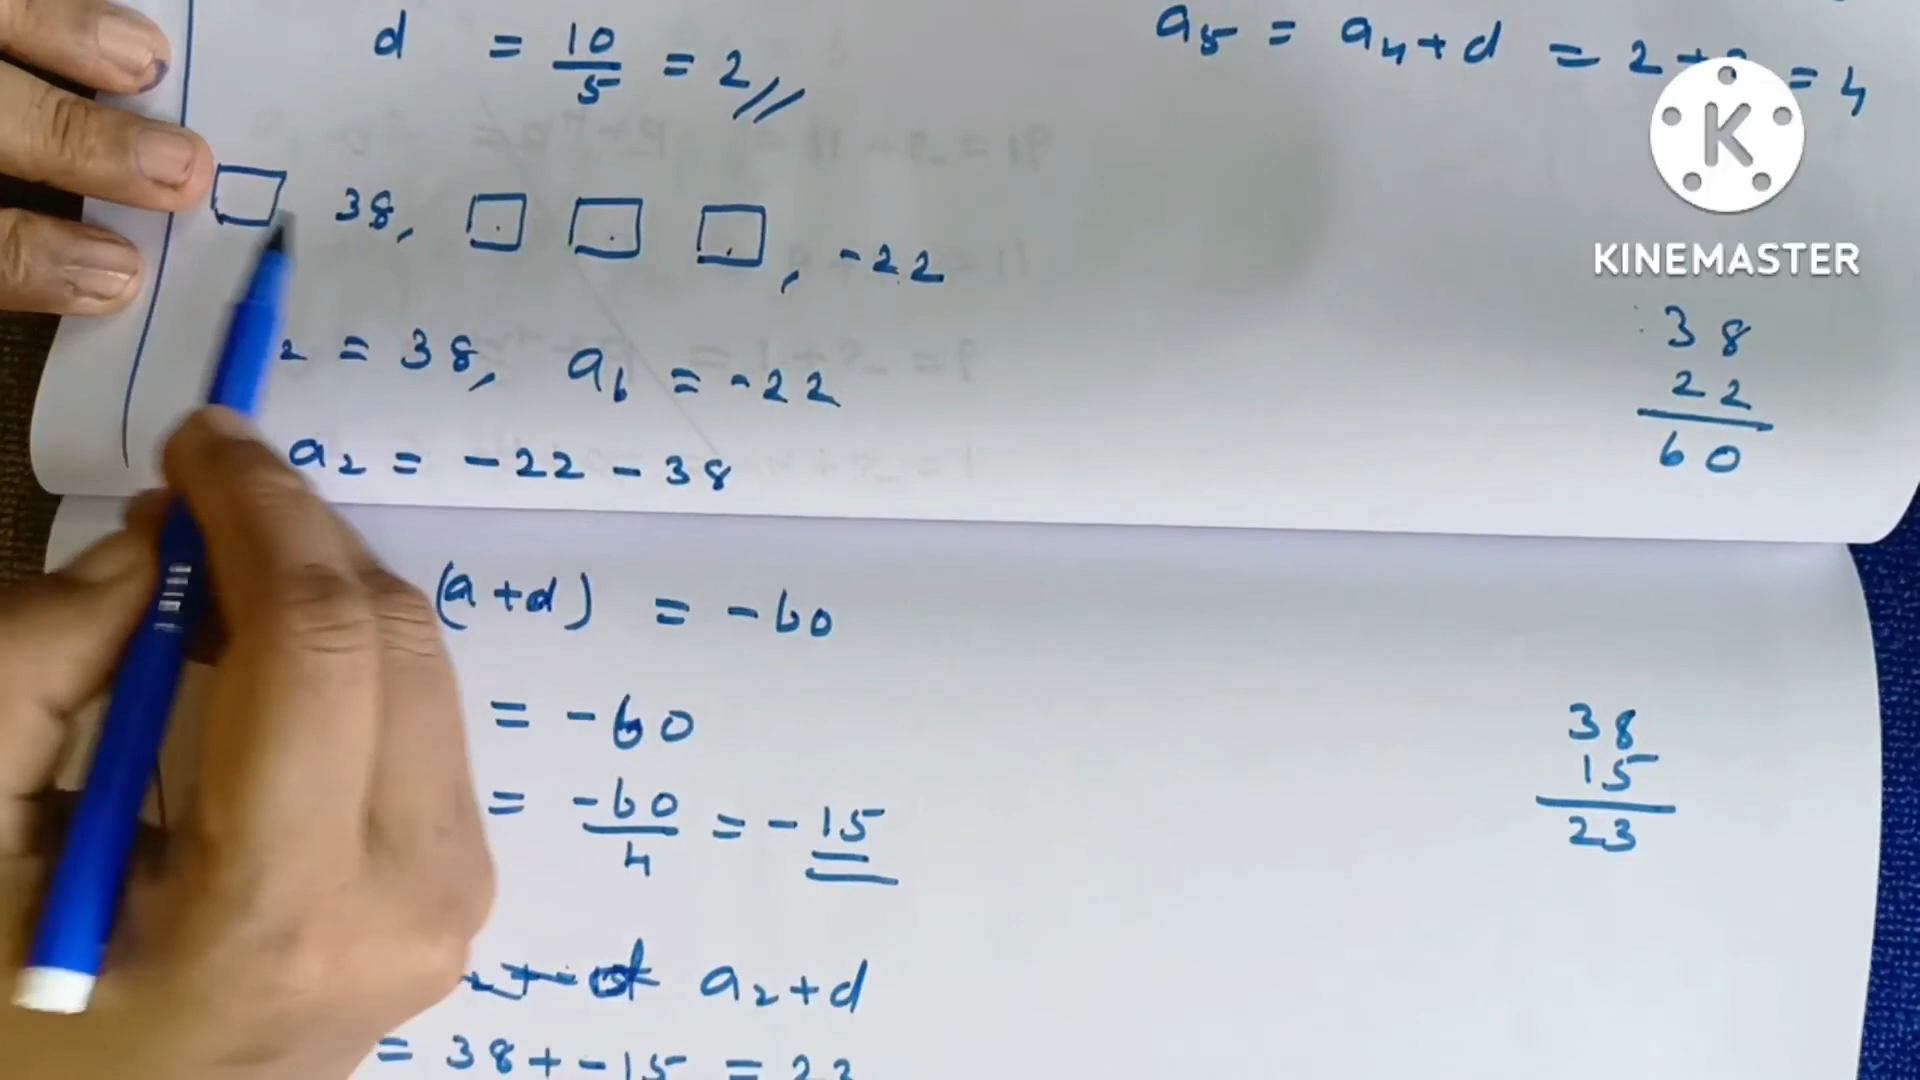 d = 10/5 = 2//
a5 = a4 + d = 2 + = 4
K
KINEMASTER
38, -22
2 = 38, a6 = -22
a2 = -22 - 38
38
22
60
(a + d) = -60
= -60
= -60/4 = -15
38
15
23
a2 + d
= 38 + -15 = 23